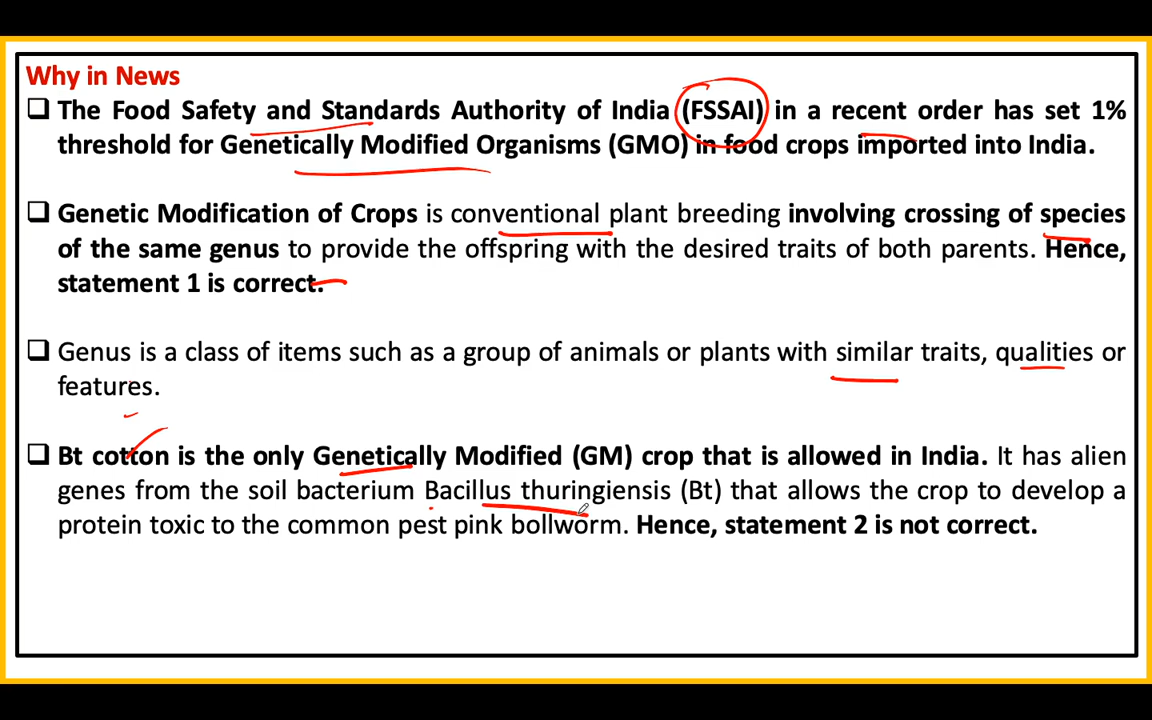 Why in News
❑ The Food Safety and Standards Authority of India (FSSAI) in a recent order has set 1%
threshold for Genetically Modified Organisms (GMO) in food crops imported into India.
❑ Genetic Modification of Crops is conventional plant breeding involving crossing of species
of the same genus to provide the offspring with the desired traits of both parents. Hence,
statement 1 is correct.
❑ Genus is a class of items such as a group of animals or plants with similar traits, qualities or
features.
❑ Bt cotton is the only Genetically Modified (GM) crop that is allowed in India. It has alien
genes from the soil bacterium Bacillus thuringiensis (Bt) that allows the crop to develop a
protein toxic to the common pest pink bollworm. Hence, statement 2 is not correct.